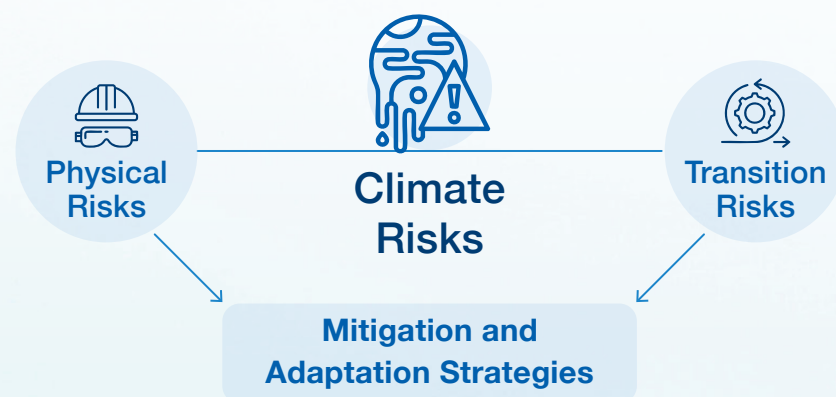 Physical
Risks
Climate
Risks
Transition
Risks
Mitigation and
Adaptation Strategies